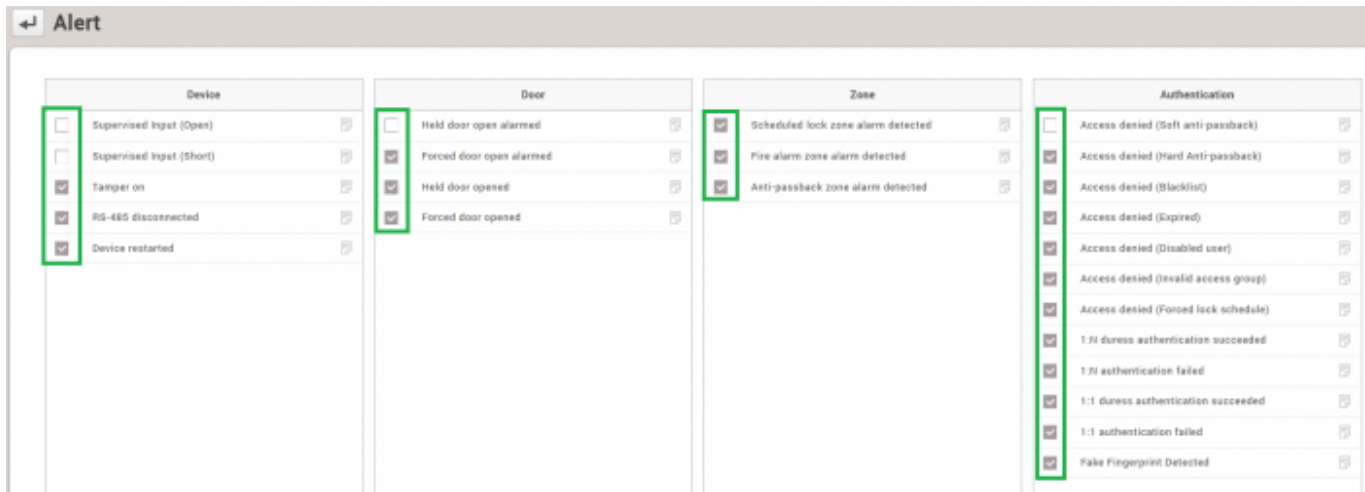 Alert
Device
Supervised Input (Open)
Supervised Input (Short)
Tamper on
RS-485 disconnected
Device restarted
Door
Held door open alarmed
Forced door open alarmed
Held door opened
Forced door opened
Zone
Scheduled lock zone alarm detected
Fire alarm zone alarm detected
Anti-passback zone alarm detected
Authentication
Access denied (Soft anti-passback)
Access denied (Hard Anti-passback)
Access denied (Blacklist)
Access denied (Expired)
Access denied (Disabled user)
Access denied (Invalid access group)
Access denied (Forced lock schedule)
1:N duress authentication succeeded
1:N authentication failed
1:1 duress authentication succeeded
1:1 authentication failed
Fake Fingerprint Detected